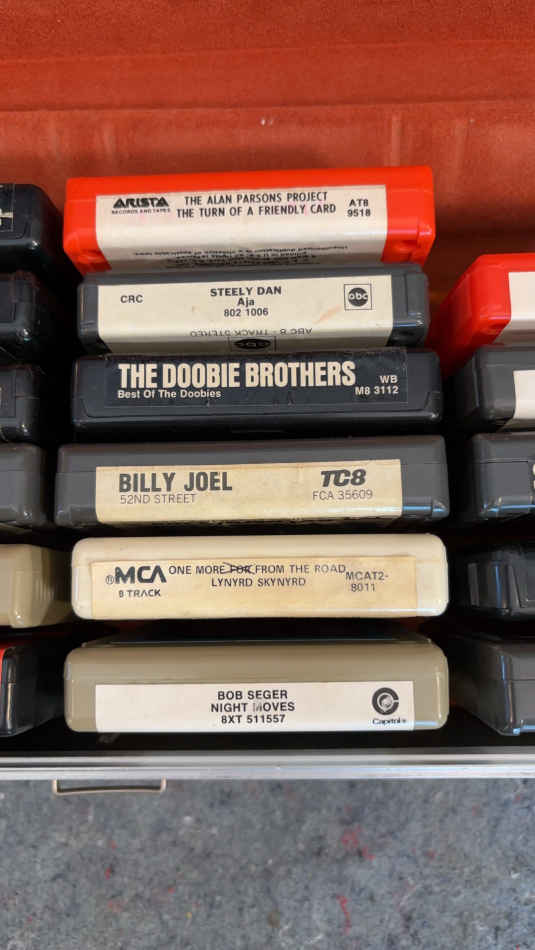 ARISTA
RECORDS AND TAPES
THE ALAN PARSONS PROJECT
THE TURN OF A FRIENDLY CARD
AT8
9518
CRC
STEELY DAN
Aja
802 1006
abc
ABC 8 - TRACK STEREO
abc
THE DOOBIE BROTHERS
Best Of The Doobies
WB
M8 3112
BILLY JOEL
52ND STREET
TC8
FCA 35609
®MCA
8 TRACK
ONE MORE FOR FROM THE ROAD
LYNYRD SKYNYRD
MCAT2-
8011
BOB SEGER
NIGHT MOVES
8XT 511557
Capitol®